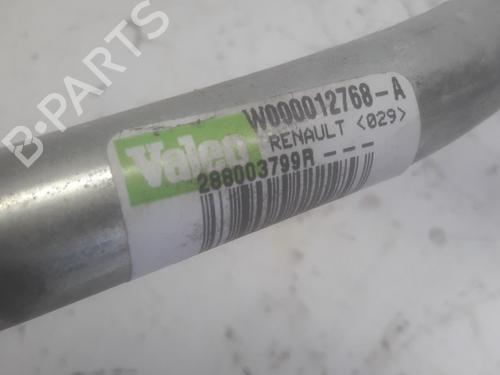 B-PARTS
W000012768-A
Valeo
RENAULT <029>
288003799R---